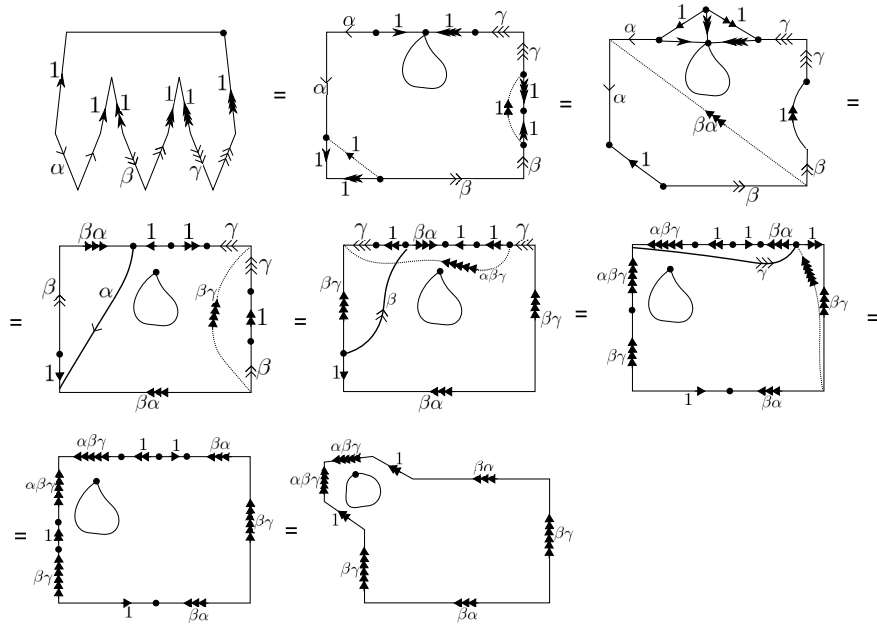 1 1 1 1 1 1
α β γ
=
α 1 1 γ
γ
α 1
1
1 1 1 β
1 β
=
1 1
α γ
γ
α 1
βα
1 β
β
=
βα 1 1 γ
β α βγ γ
1
1 β
βα
=
γ 1 βα 1 1 γ
αβγ
βγ β βγ
1
βα
=
αβγ 1 1 βα 1
γ
αβγ
βγ
βγ
1 βα
=
αβγ 1 1 βα
αβγ
1 βγ
βγ
1 βα
=
αβγ 1 βα
αβγ
1
βγ
βγ
βα
=